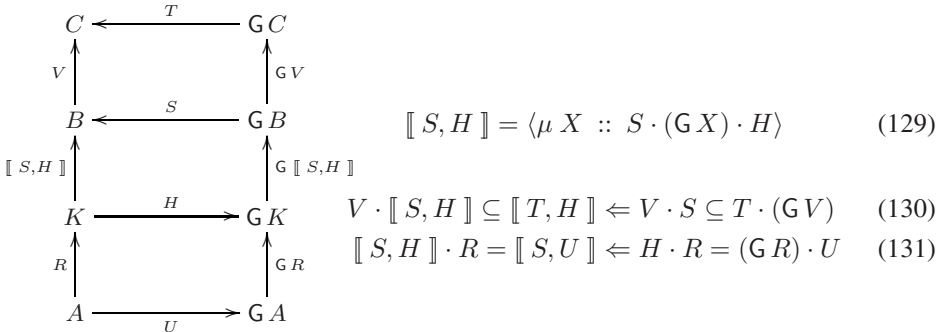 C T G C
V G V
B S G B
⟦ S,H ⟧ = ⟨μ X :: S · (G X) · H⟩ (129)
⟦ S,H ⟧ G ⟦ S,H ⟧
K H G K
V · ⟦ S, H ⟧ ⊆ ⟦ T, H ⟧ ⇐ V · S ⊆ T · (G V) (130)
⟦ S, H ⟧ · R = ⟦ S, U ⟧ ⇐ H · R = (G R) · U (131)
R G R
A U G A